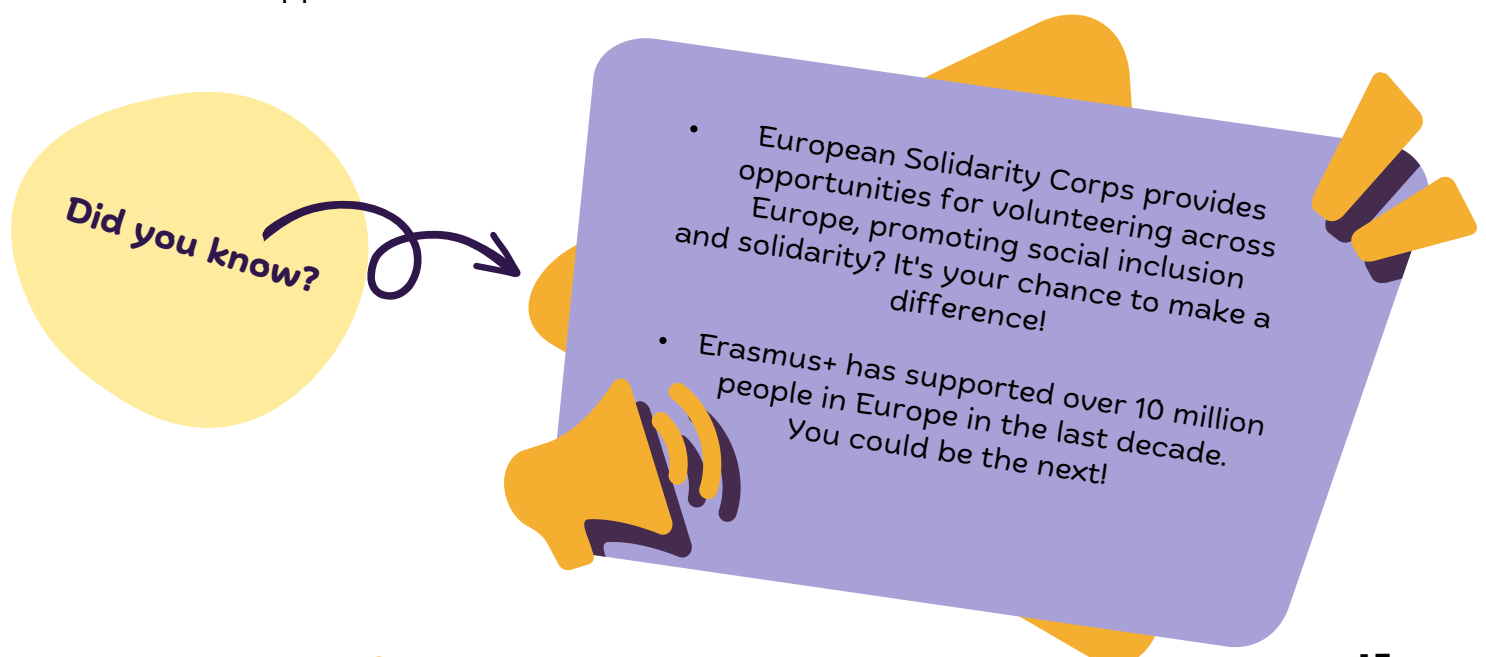 Did you know?
• European Solidarity Corps provides
opportunities for volunteering across
Europe, promoting social inclusion
and solidarity? It's your chance to make a
difference!
• Erasmus+ has supported over 10 million
people in Europe in the last decade.
You could be the next!